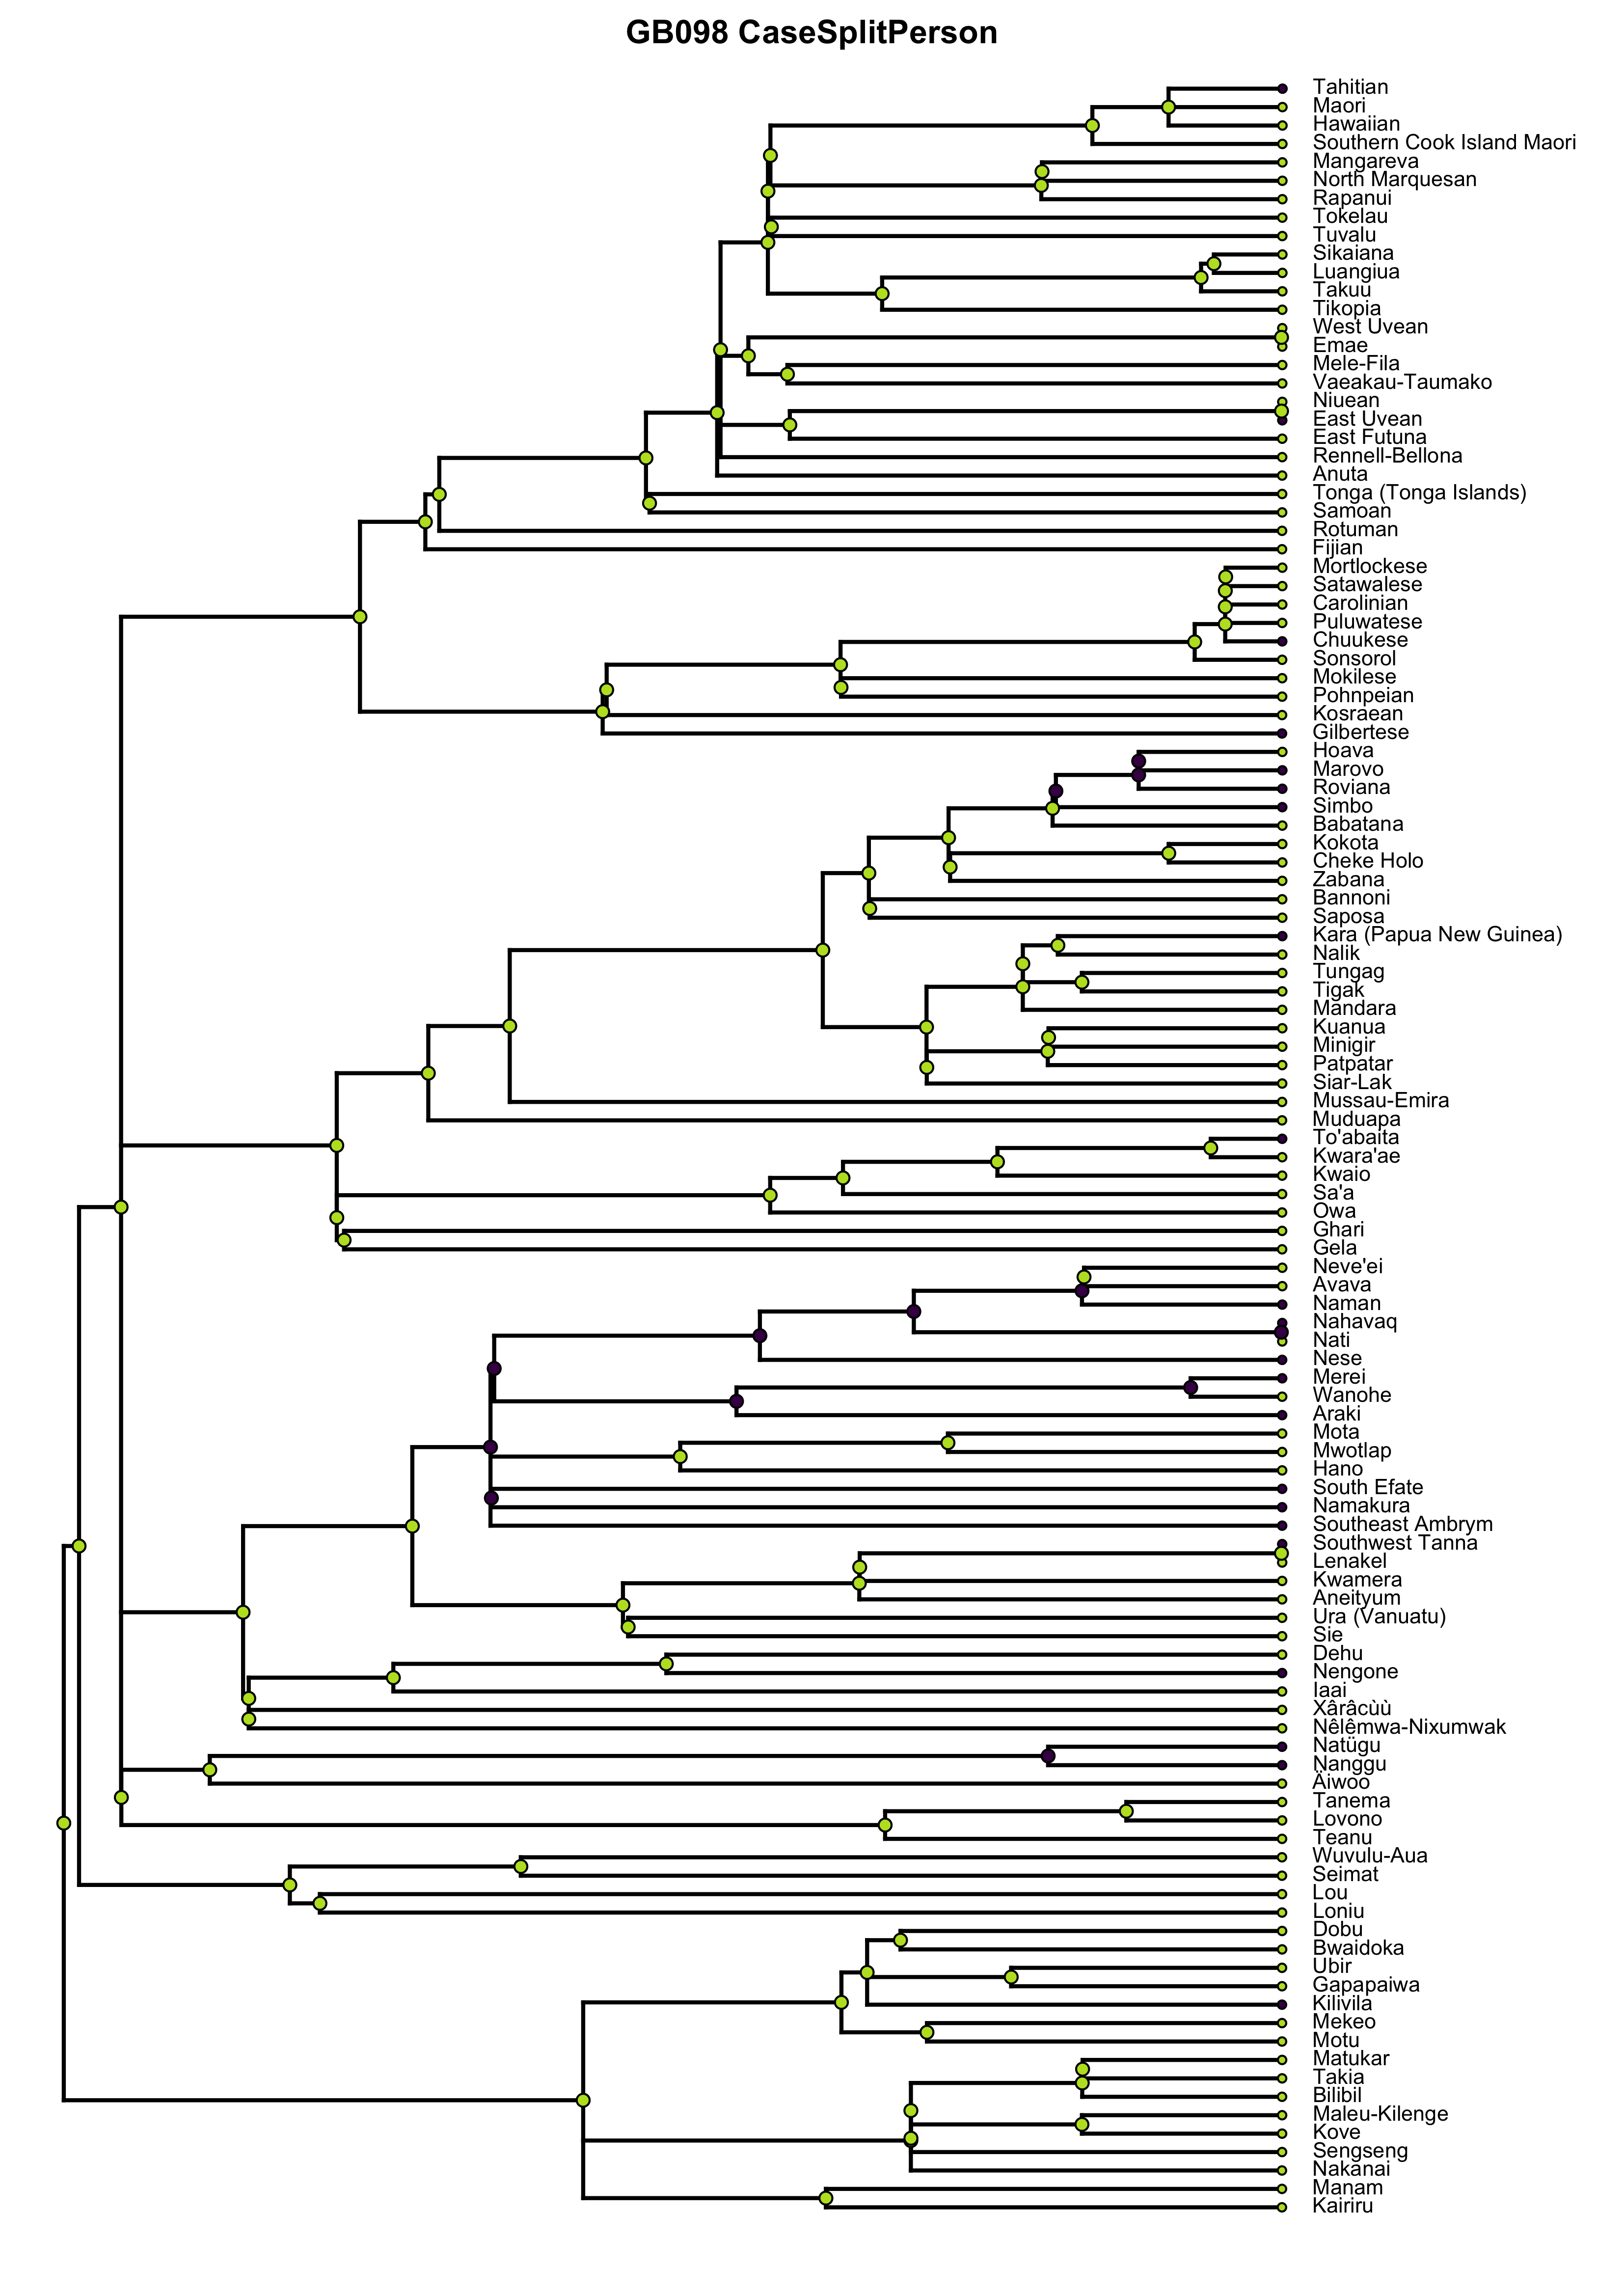 GB098 CaseSplitPerson
Tahitian
Maori
Hawaiian
Southern Cook Island Maori
Mangareva
North Marquesan
Rapanui
Tokelau
Tuvalu
Sikaiana
Luangiua
Takuu
Tikopia
West Uvean
Emae
Mele-Fila
Vaeakau-Taumako
Niuean
East Uvean
East Futuna
Rennell-Bellona
Anuta
Tonga (Tonga Islands)
Samoan
Rotuman
Fijian
Mortlockese
Satawalese
Carolinian
Puluwatese
Chuukese
Sonsorol
Mokilese
Pohnpeian
Kosraean
Gilbertese
Hoava
Marovo
Roviana
Simbo
Babatana
Kokota
Cheke Holo
Zabana
Bannoni
Saposa
Kara (Papua New Guinea)
Nalik
Tungag
Tigak
Mandara
Kuanua
Minigir
Patpatar
Siar-Lak
Mussau-Emira
Muduapa
To'abaita
Kwara'ae
Kwaio
Sa'a
Owa
Ghari
Gela
Neve'ei
Avava
Naman
Nahavaq
Nati
Nese
Merei
Wanohe
Araki
Mota
Mwotlap
Hano
South Efate
Namakura
Southeast Ambrym
Southwest Tanna
Lenakel
Kwamera
Aneityum
Ura (Vanuatu)
Sie
Dehu
Nengone
Iaai
Xârâcùù
Nêlêmwa-Nixumwak
Natügu
Nanggu
Äiwoo
Tanema
Lovono
Teanu
Wuvulu-Aua
Seimat
Lou
Loniu
Dobu
Bwaidoka
Ubir
Gapapaiwa
Kilivila
Mekeo
Motu
Matukar
Takia
Bilibil
Maleu-Kilenge
Kove
Sengseng
Nakanai
Manam
Kairiru